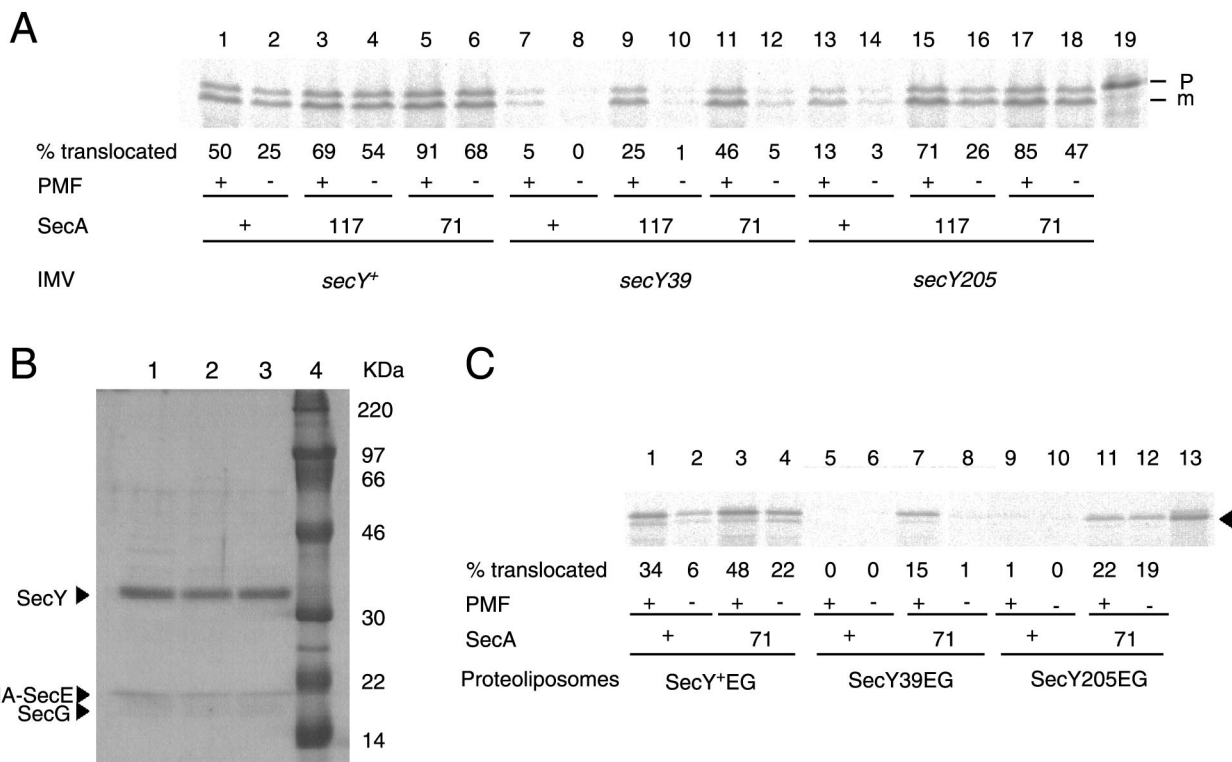 A
1 2 3 4 5 6 7 8 9 10 11 12 13 14 15 16 17 18 19
P
m
% translocated 50 25 69 54 91 68 5 0 25 1 46 5 13 3 71 26 85 47
PMF + - + - + - + - + - + - + - + - + -
SecA + 117 71 + 117 71 + 117 71
IMV secY+ secY39 secY205
B
1 2 3 4 KDa
220
97
66
46
SecY
30
22
IA-SecE
SecG
14
C
1 2 3 4 5 6 7 8 9 10 11 12 13
% translocated 34 6 48 22 0 0 15 1 1 0 22 19
PMF + - + - + - + - + - + -
SecA + 71 + 71 + 71
Proteoliposomes SecY+EG SecY39EG SecY205EG